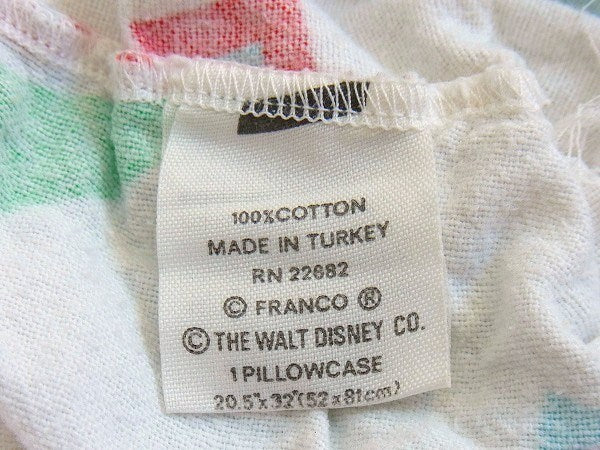 100%COTTON
MADE IN TURKEY
RN 22682
© FRANCO ®
© THE WALT DISNEY CO.
1 PILLOWCASE
20.5"x32"(52x81cm)